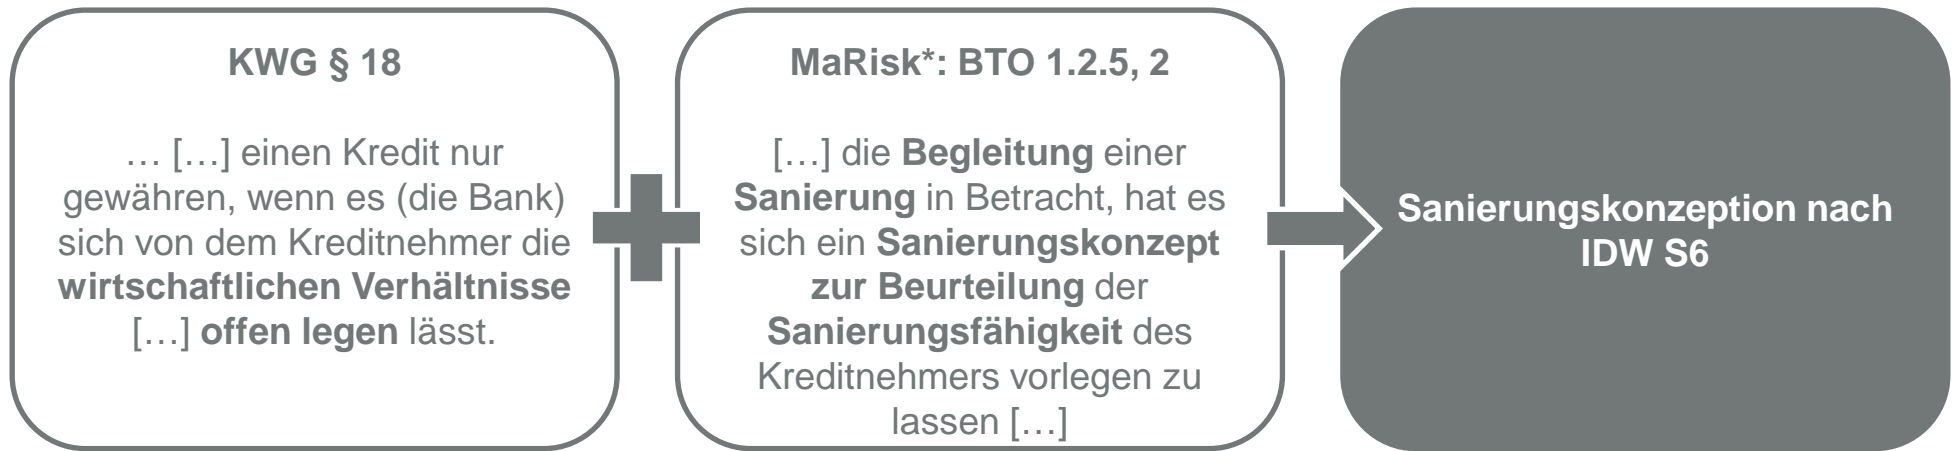 KWG § 18
… […] einen Kredit nur
gewähren, wenn es (die Bank)
sich von dem Kreditnehmer die
wirtschaftlichen Verhältnisse
[…] offen legen lässt.
MaRisk*: BTO 1.2.5, 2
[…] die Begleitung einer
Sanierung in Betracht, hat es
sich ein Sanierungskonzept
zur Beurteilung der
Sanierungsfähigkeit des
Kreditnehmers vorlegen zu
lassen […]
Sanierungskonzeption nach
IDW S6